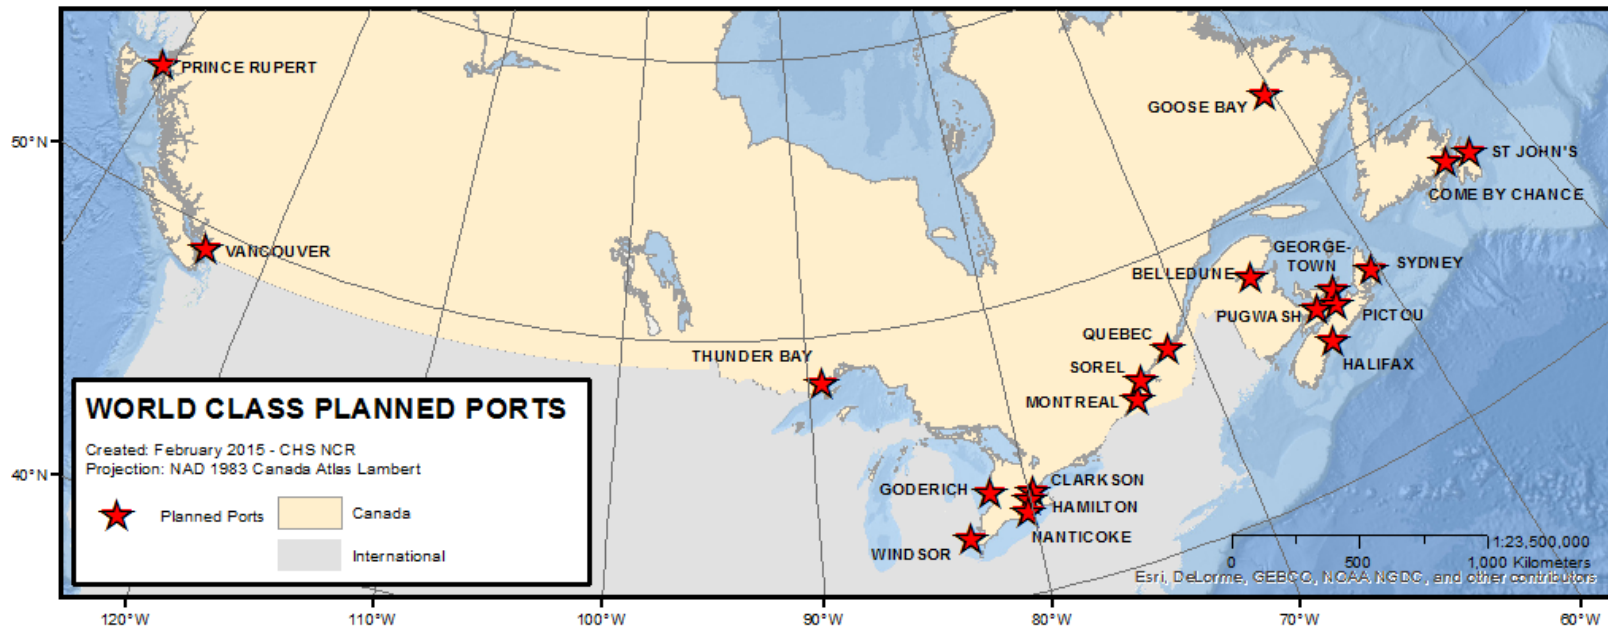 PRINCE RUPERT
GOOSE BAY
50°N
ST JOHN'S
COME BY CHANCE
VANCOUVER
GEORGE-
TOWN
SYDNEY
BELLEDUNE
PUGWASH
PICTOU
QUEBEC
THUNDER BAY
HALIFAX
SOREL
MONTREAL
WORLD CLASS PLANNED PORTS
Created: February 2015 - CHS NCR
Projection: NAD 1983 Canada Atlas Lambert
Planned Ports
Canada
International
40°N
GODERICH
CLARKSON
HAMILTON
NANTICOKE
WINDSOR
1:23,500,000
0 500 1,000 Kilometers
Esri, DeLorme, GEBCO, NOAA NGDC, and other contributors
120°W 110°W 100°W 90°W 80°W 70°W 60°W